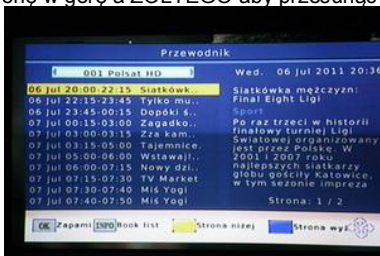 onę w górę a ŻÓŁTEGO aby przesunąć
Przewodnik
001 Polsat HD
Wed. 06 Jul 2011 20:36
06 Jul 20:00-22:15 Siatkówk..
06 Jul 22:15-23:45 Tylko mu..
06 Jul 23:45-00:15 Dopóki ś..
07 Jul 00:15-03:00 Zagadko..
07 Jul 03:00-03:15 Zza kam..
07 Jul 03:15-05:00 Tajemnice.
07 Jul 05:00-06:00 Wstawaj!..
07 Jul 06:00-07:15 Nowy dzi..
07 Jul 07:15-07:30 TV Market
07 Jul 07:30-07:40 Miś Yogi
07 Jul 07:40-07:50 Miś Yogi
Siatkówka mężczyzn:
Final Eight Ligi
Sport
Po raz trzeci w historii
finałowy turniej Ligi
Światowej organizowany
jest przez Polskę. W
2001 i 2007 roku
najlepszych siatkarzy
globu gościły Katowice,
w tym sezonie impreza
Strona: 1 / 2
OK Zapami INFO Book list Strona niżej Strona wyż